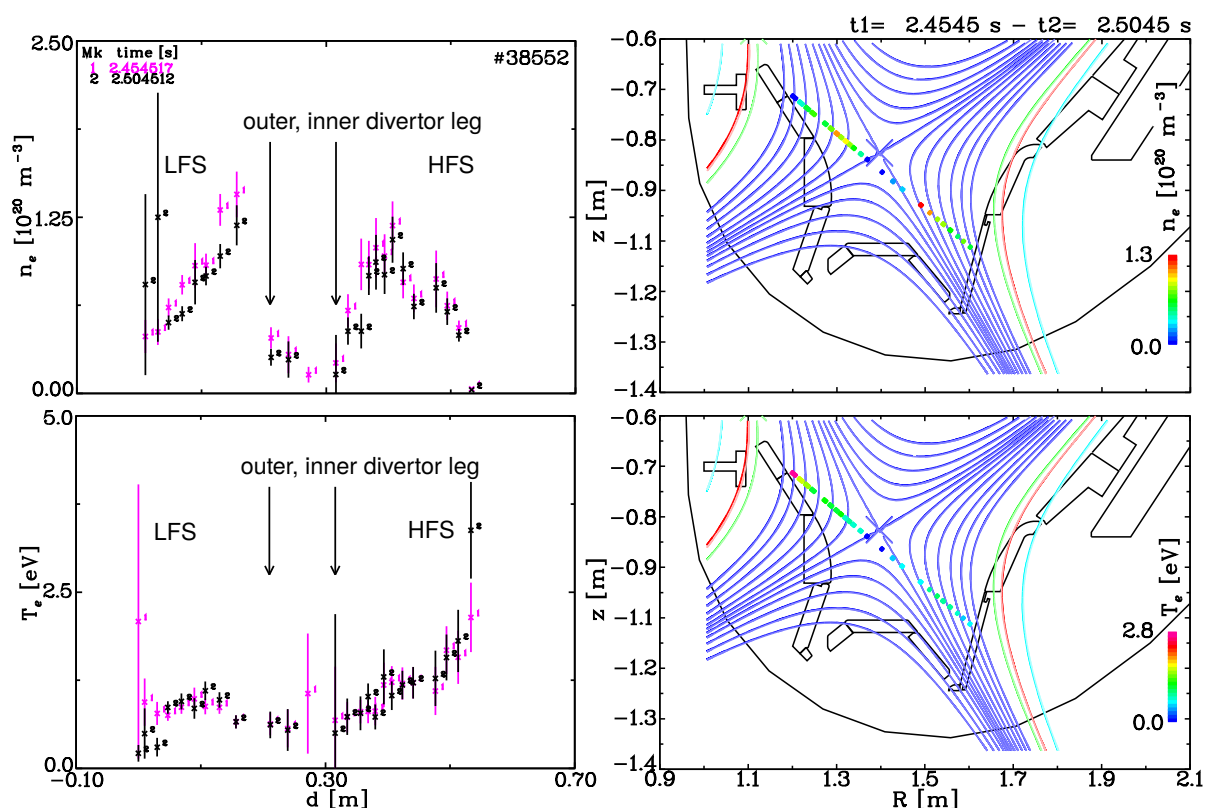 t1= 2.4545 s - t2= 2.5045 s
2.50
Mk time [s]
1 2.454517
2 2.504512
#38552
outer, inner divertor leg
LFS
HFS
1.25
0.00
n_e [10^20 m^-3]
5.0
outer, inner divertor leg
LFS
HFS
2.5
0.0
T_e [eV]
-0.10
0.30
0.70
d [m]
-0.6
-0.7
-0.8
-0.9
-1.1
-1.2
-1.3
-1.4
z [m]
n_e [10^20 m^-3]
1.3
0.0
-0.6
-0.7
-0.8
-0.9
-1.1
-1.2
-1.3
-1.4
z [m]
T_e [eV]
2.8
0.0
0.9
1.1
1.3
1.5
1.7
1.9
2.1
R [m]